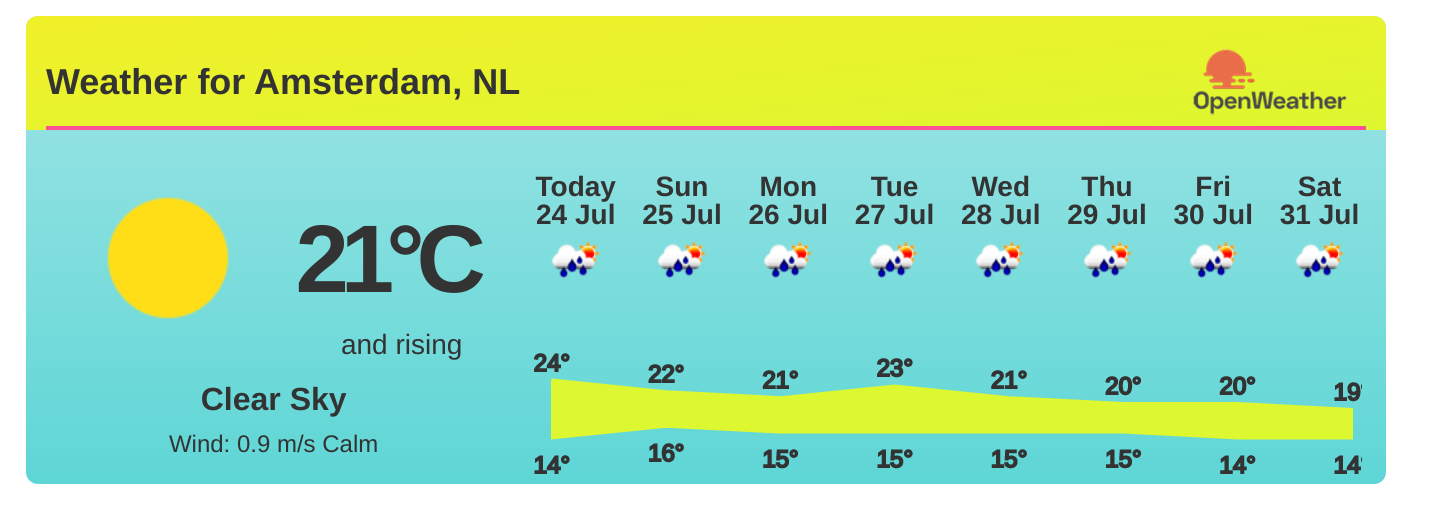 Weather for Amsterdam, NL
OpenWeather
Today Sun Mon Tue Wed Thu Fri Sat
24 Jul 25 Jul 26 Jul 27 Jul 28 Jul 29 Jul 30 Jul 31 Jul
21°C
and rising
Clear Sky
Wind: 0.9 m/s Calm
24° 22° 21° 23° 21° 20° 20° 19°
14° 16° 15° 15° 15° 15° 14° 14°